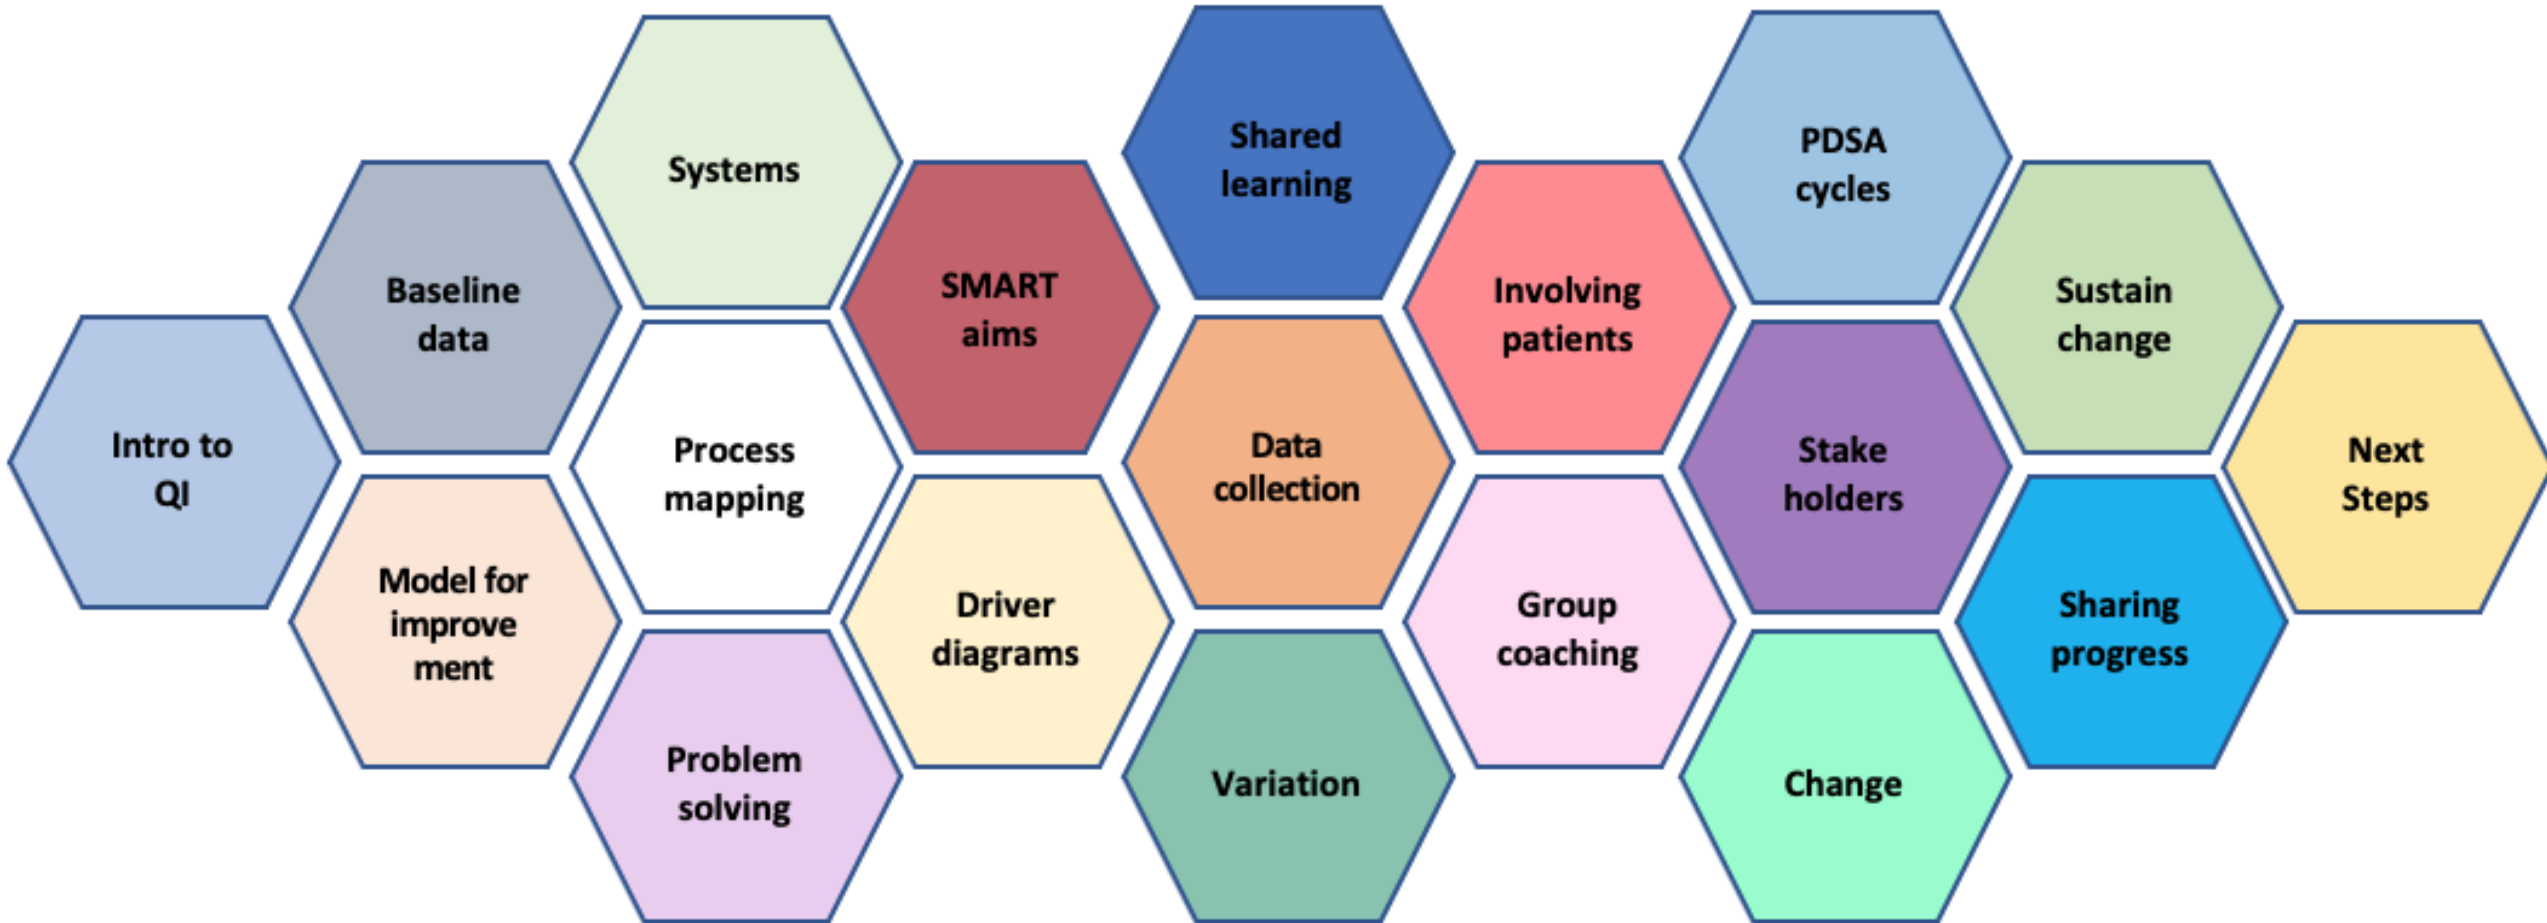 Intro to
QI
Baseline
data
Model for
improve
ment
Systems
Process
mapping
Problem
solving
SMART
aims
Driver
diagrams
Shared
learning
Data
collection
Variation
Involving
patients
Group
coaching
PDSA
cycles
Stake
holders
Change
Sustain
change
Sharing
progress
Next
Steps